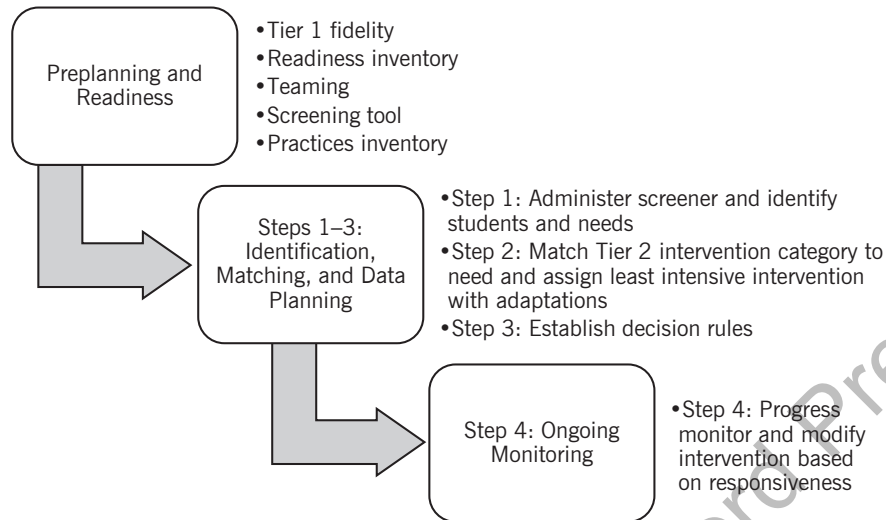 Preplanning and
Readiness
•Tier 1 fidelity
•Readiness inventory
•Teaming
•Screening tool
•Practices inventory
Steps 1–3:
Identification,
Matching, and Data
Planning
•Step 1: Administer screener and identify
students and needs
•Step 2: Match Tier 2 intervention category to
need and assign least intensive intervention
with adaptations
•Step 3: Establish decision rules
Step 4: Ongoing
Monitoring
•Step 4: Progress
monitor and modify
intervention based
on responsiveness